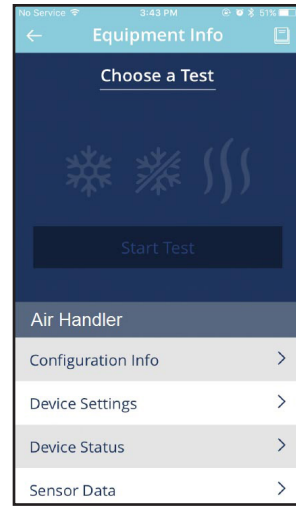 No Service 3:43 PM 51%
Equipment Info
Choose a Test
Start Test
Air Handler
Configuration Info
Device Settings
Device Status
Sensor Data